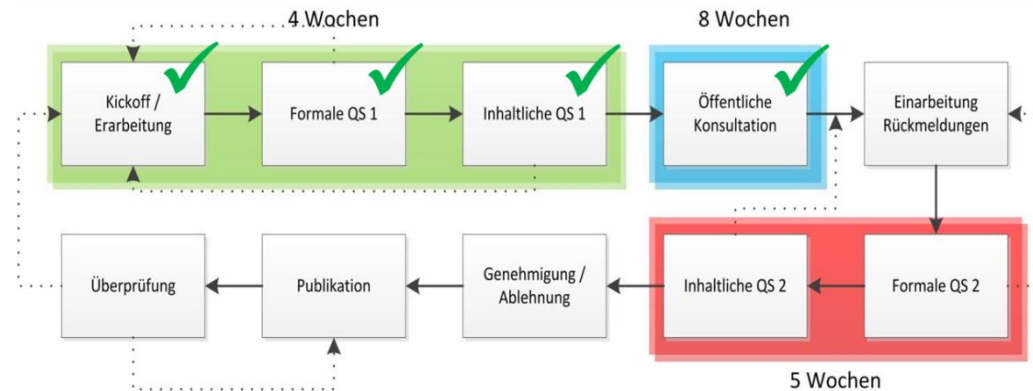 4 Wochen
8 Wochen
Kickoff /
Erarbeitung
Formale QS 1
Inhaltliche QS 1
Öffentliche
Konsultation
Einarbeitung
Rückmeldungen
Überprüfung
Publikation
Genehmigung /
Ablehnung
Inhaltliche QS 2
Formale QS 2
5 Wochen